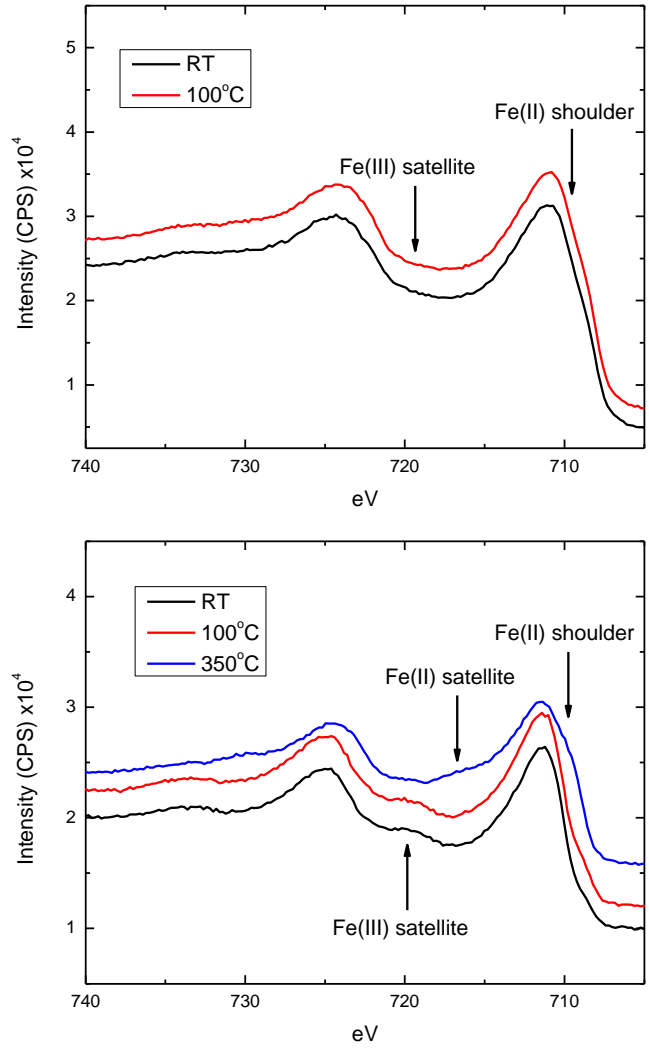 5
4
3
2
1
Intensity (CPS) x10⁴
RT
100°C
Fe(II) shoulder
Fe(III) satellite
740
730
720
710
eV
4
3
2
1
Intensity (CPS) x10⁴
RT
100°C
350°C
Fe(II) shoulder
Fe(II) satellite
Fe(III) satellite
740
730
720
710
eV